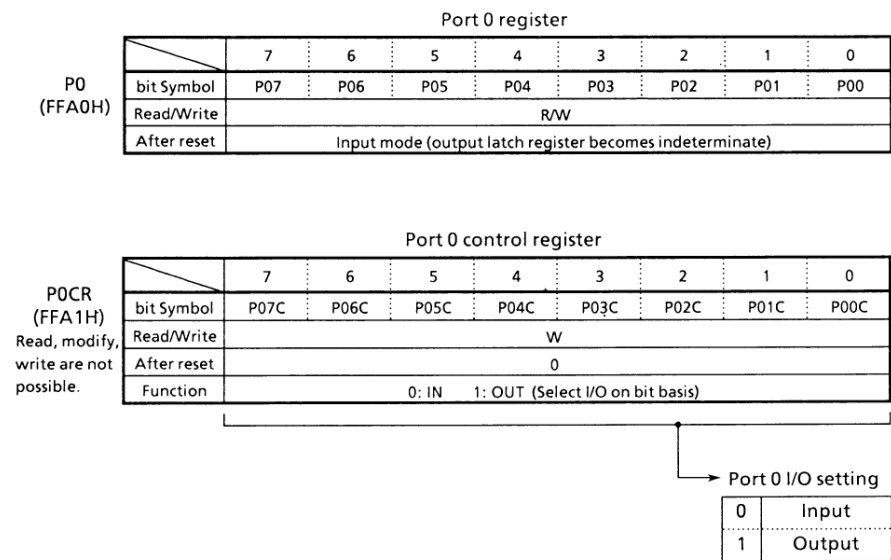 Port 0 register
7 6 5 4 3 2 1 0
P0
(FFA0H)
bit Symbol P07 P06 P05 P04 P03 P02 P01 P00
Read/Write R/W
After reset Input mode (output latch register becomes indeterminate)
Port 0 control register
7 6 5 4 3 2 1 0
P0CR
(FFA1H)
Read, modify,
write are not
possible.
bit Symbol P07C P06C P05C P04C P03C P02C P01C P00C
Read/Write W
After reset 0
Function 0: IN 1: OUT (Select I/O on bit basis)
Port 0 I/O setting
0 Input
1 Output